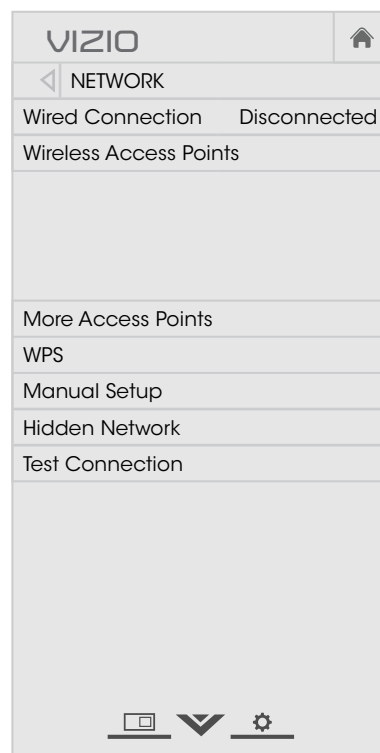 VIZIO
NETWORK
Wired Connection Disconnected
Wireless Access Points
More Access Points
WPS
Manual Setup
Hidden Network
Test Connection